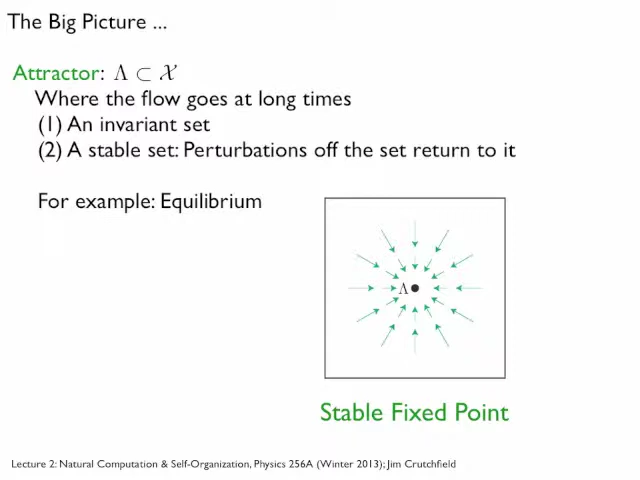 The Big Picture ...
Attractor: Λ ⊂ 𝒳
Where the flow goes at long times
(1) An invariant set
(2) A stable set: Perturbations off the set return to it
For example: Equilibrium
Λ
Stable Fixed Point
Lecture 2: Natural Computation & Self-Organization, Physics 256A (Winter 2013); Jim Crutchfield